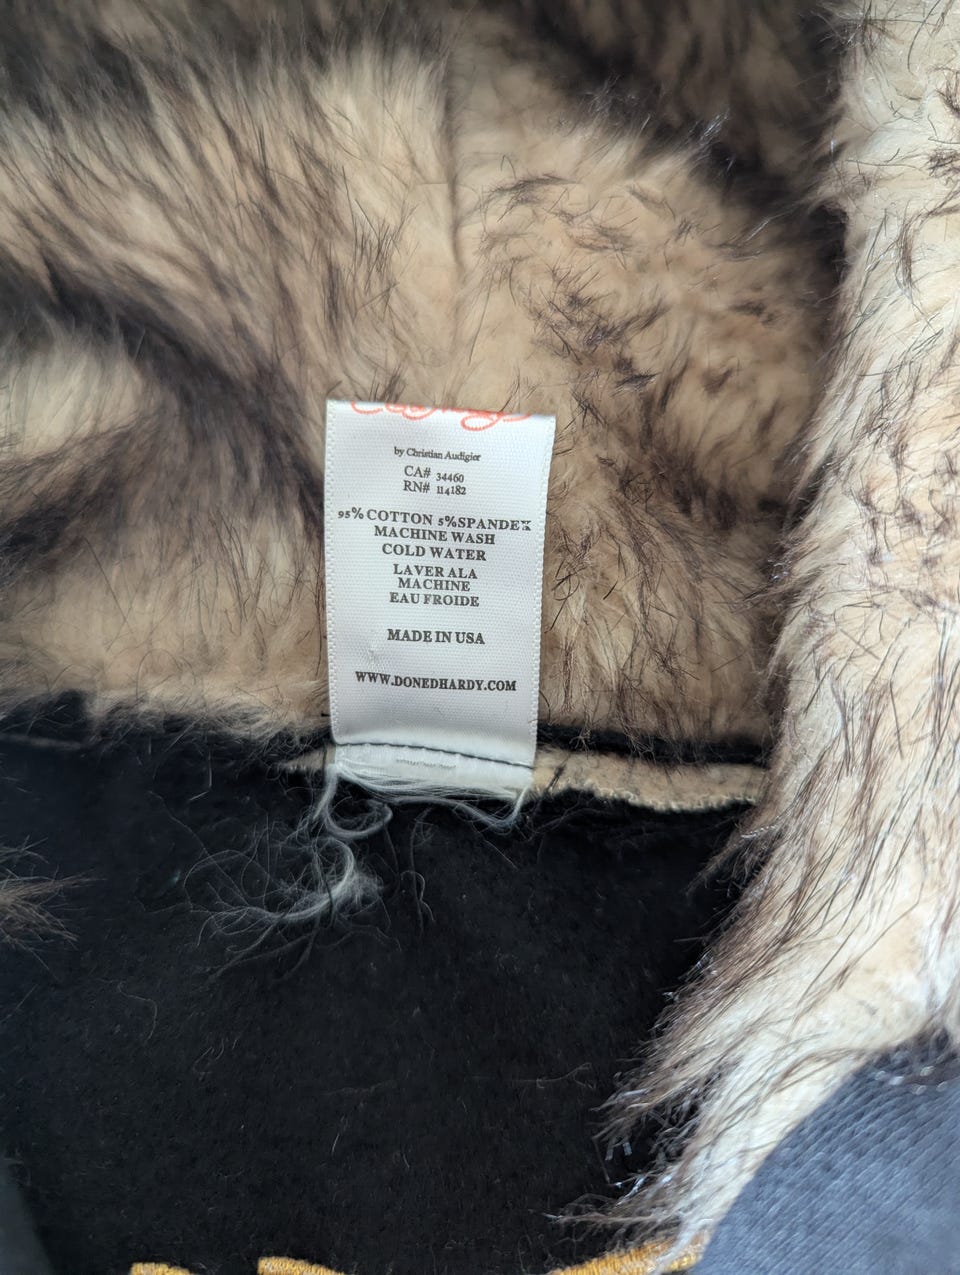 by Christian Audigier
CA# 34460
RN# 114182
95% COTTON 5% SPANDEX
MACHINE WASH
COLD WATER
LAVER ALA
MACHINE
EAU FROIDE
MADE IN USA
WWW.DONEDHARDY.COM